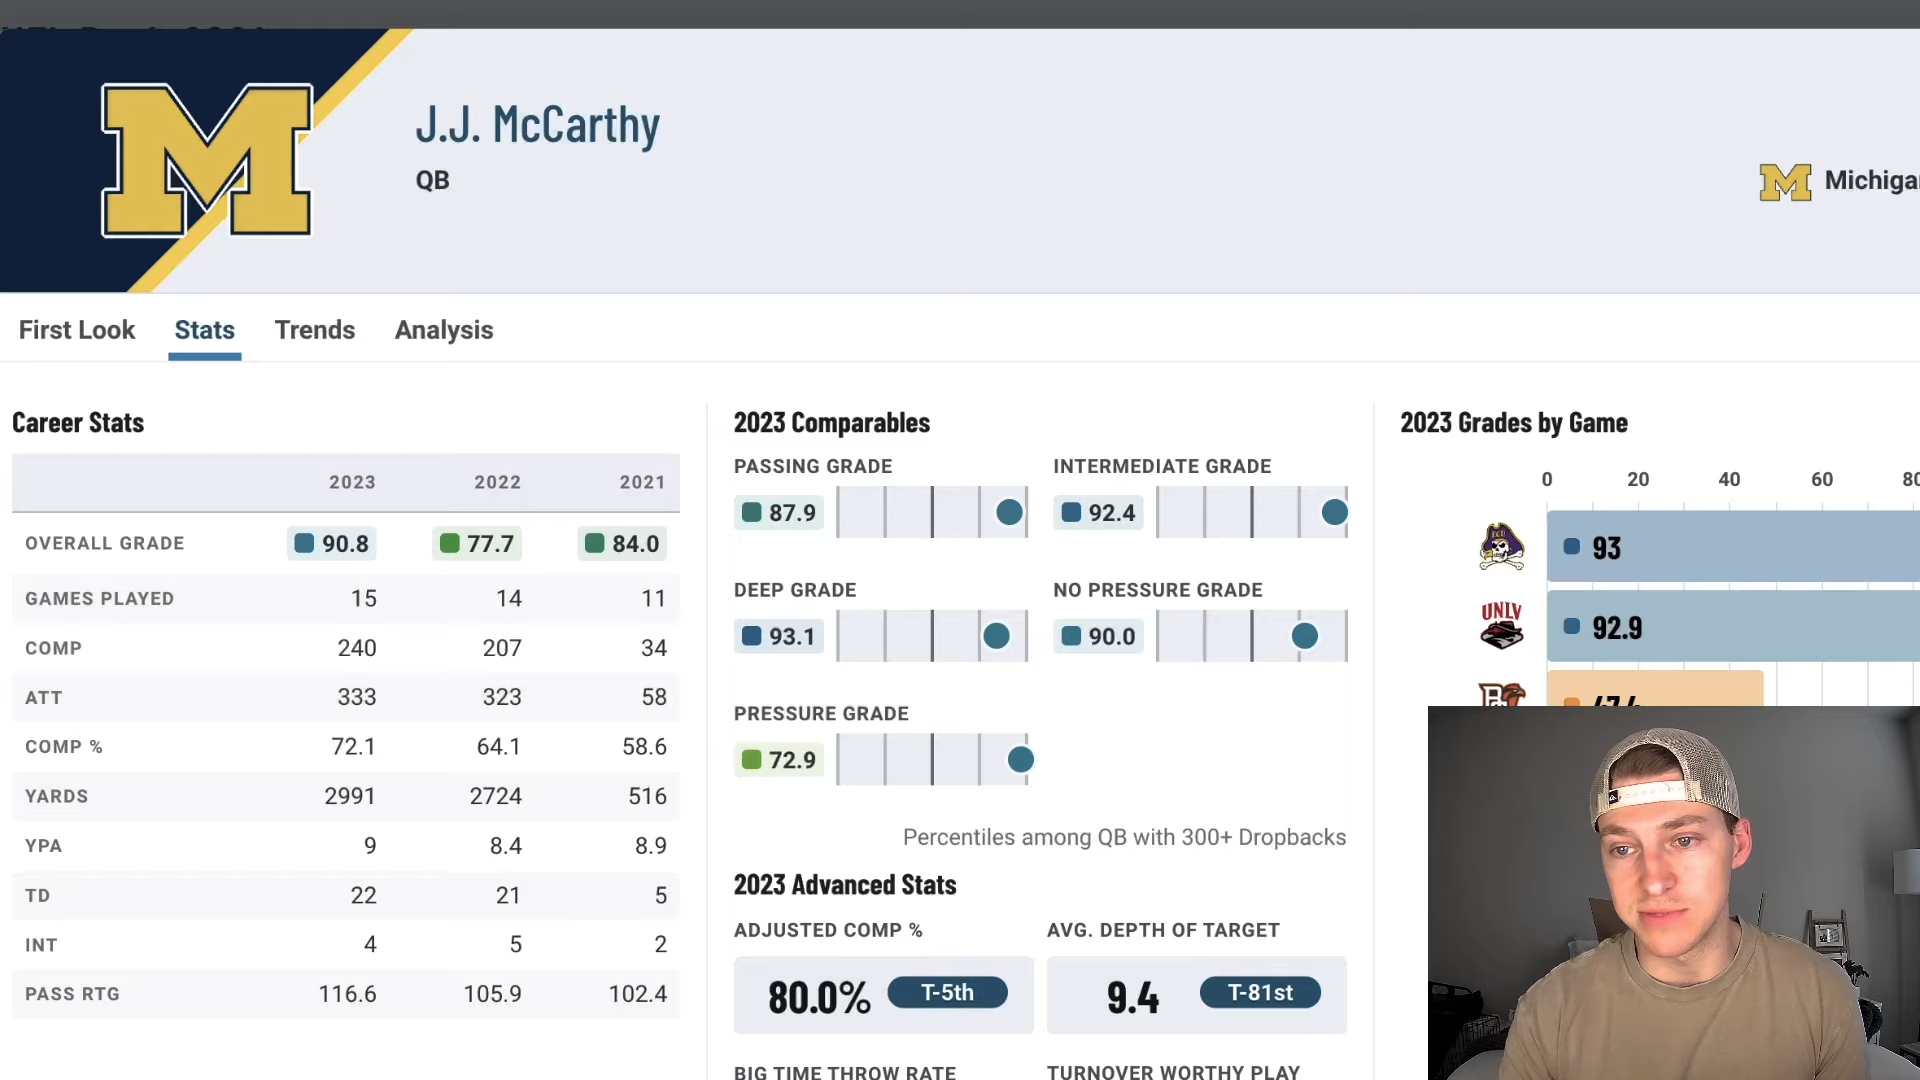 J.J. McCarthy
QB
Michiga
First Look Stats Trends Analysis
Career Stats
2023 2022 2021
OVERALL GRADE 90.8 77.7 84.0
GAMES PLAYED 15 14 11
COMP 240 207 34
ATT 333 323 58
COMP % 72.1 64.1 58.6
YARDS 2991 2724 516
YPA 9 8.4 8.9
TD 22 21 5
INT 4 5 2
PASS RTG 116.6 105.9 102.4
2023 Comparables
PASSING GRADE INTERMEDIATE GRADE
87.9 92.4
DEEP GRADE NO PRESSURE GRADE
93.1 90.0
PRESSURE GRADE
72.9
Percentiles among QB with 300+ Dropbacks
2023 Advanced Stats
ADJUSTED COMP % AVG. DEPTH OF TARGET
80.0% T-5th 9.4 T-81st
BIG TIME THROW RATE TURNOVER WORTHY PLAY
2023 Grades by Game
0 20 40 60 80
ECU 93
UNLV 92.9
47.4